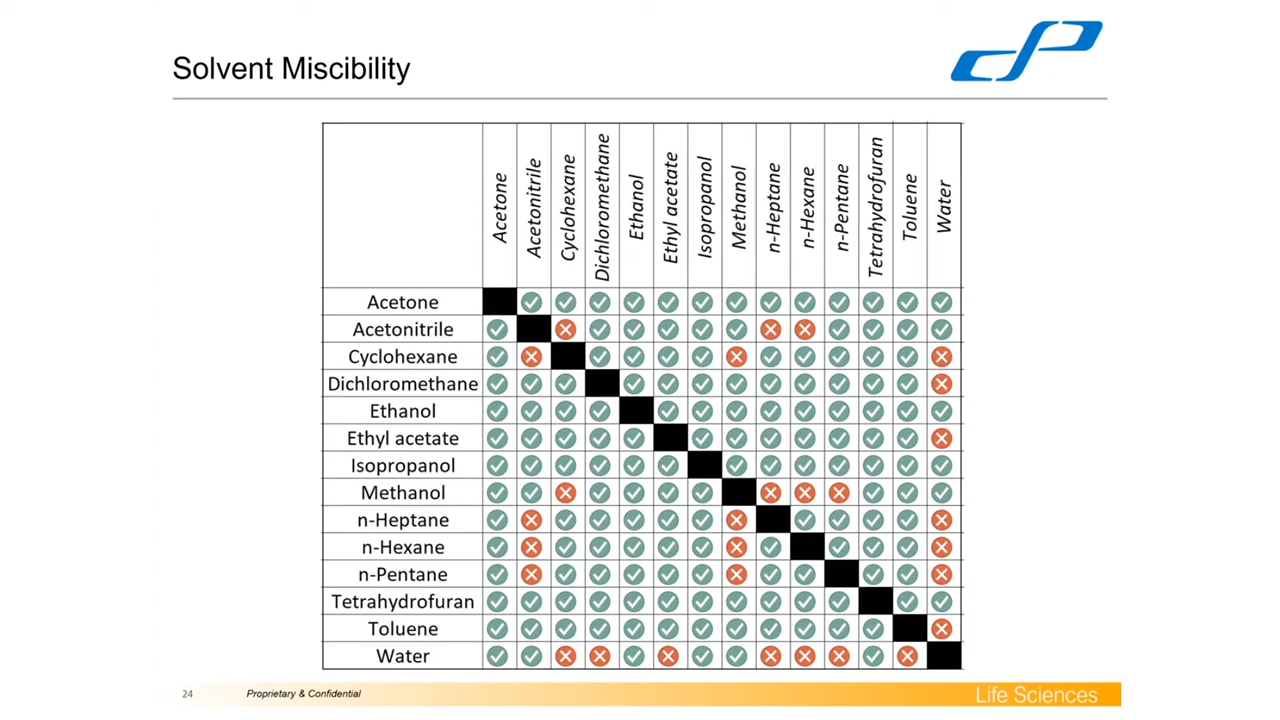 Solvent Miscibility
Acetone
Acetonitrile
Cyclohexane
Dichloromethane
Ethanol
Ethyl acetate
Isopropanol
Methanol
n-Heptane
n-Hexane
n-Pentane
Tetrahydrofuran
Toluene
Water
Acetone
Acetonitrile
Cyclohexane
Dichloromethane
Ethanol
Ethyl acetate
Isopropanol
Methanol
n-Heptane
n-Hexane
n-Pentane
Tetrahydrofuran
Toluene
Water
24 Proprietary & Confidential Life Sciences